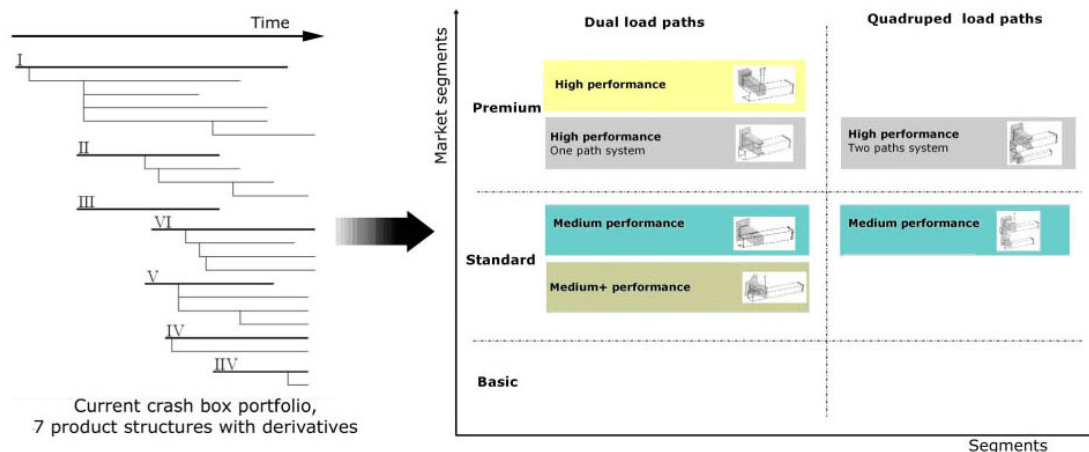 Time
I
II
III
VI
V
IV
IIV
Current crash box portfolio,
7 product structures with derivatives
Market segments
Dual load paths
Quadruped load paths
Premium
High performance
High performance
One path system
High performance
Two paths system
Standard
Medium performance
Medium performance
Medium+ performance
Basic
Segments